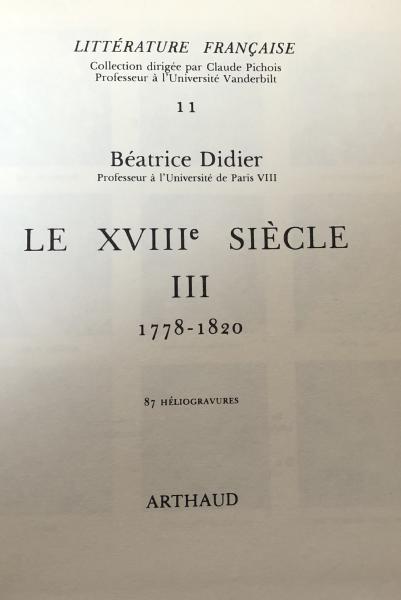 LITTÉRATURE FRANÇAISE
Collection dirigée par Claude Pichois
Professeur à l'Université Vanderbilt
11
Béatrice Didier
Professeur à l'Université de Paris VIII
LE XVIIIe SIÈCLE
III
1778-1820
87 HÉLIOGRAVURES
ARTHAUD